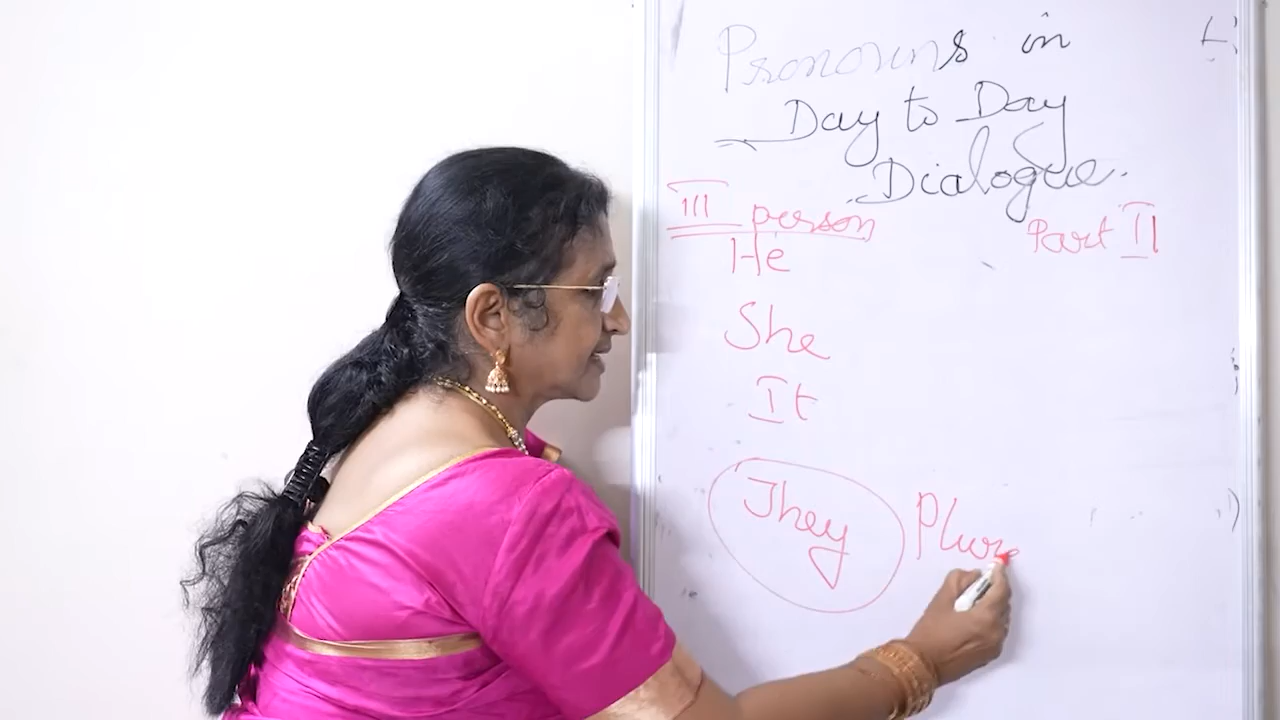 Pronouns in
Day to Day
Dialogue.
III person
Part II
He
She
It
They Plur